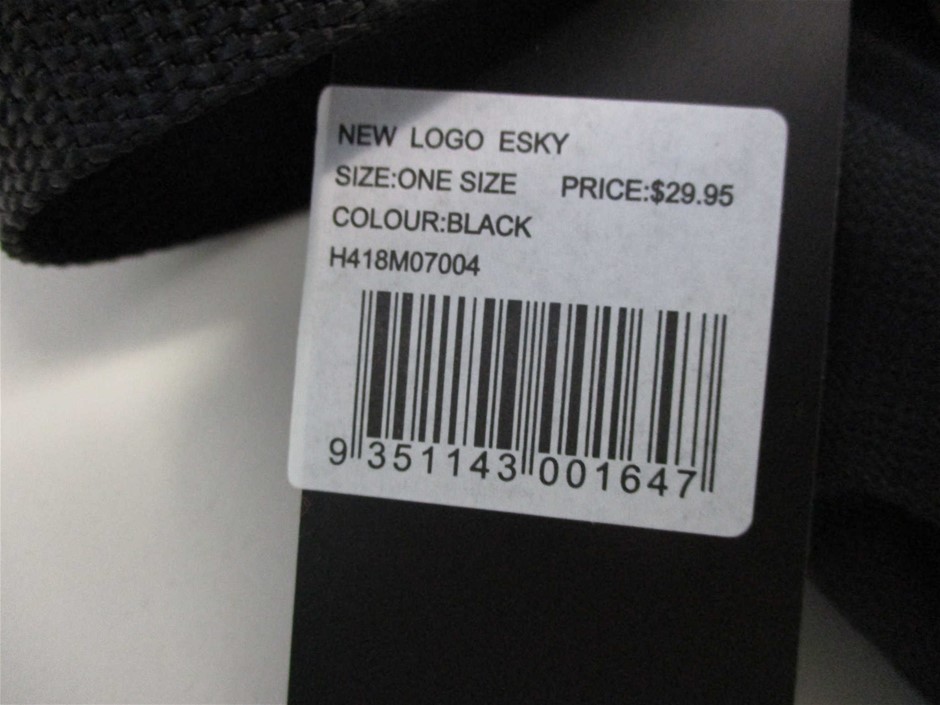 NEW LOGO ESKY
SIZE:ONE SIZE PRICE:$29.95
COLOUR:BLACK
H418M07004
9 351143 001647